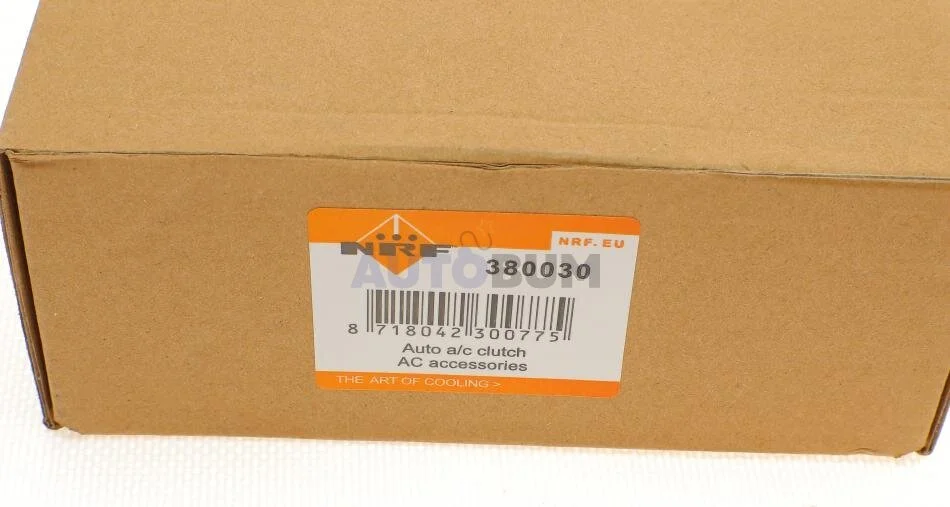 NRF.EU
NRF
380030
AUTOBUM
8 718042 300775
Auto a/c clutch
AC accessories
THE ART OF COOLING >